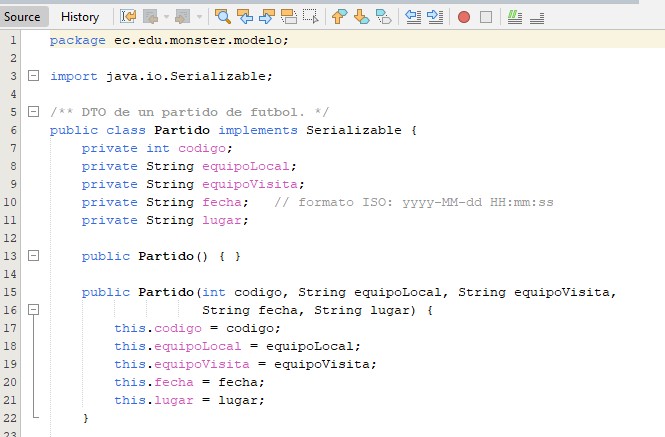 Source History
1 package ec.edu.monster.modelo;
2
3 import java.io.Serializable;
4
5 /** DTO de un partido de futbol. */
6 public class Partido implements Serializable {
7     private int codigo;
8     private String equipoLocal;
9     private String equipoVisita;
10     private String fecha;   // formato ISO: yyyy-MM-dd HH:mm:ss
11     private String lugar;
12
13     public Partido() { }
14
15     public Partido(int codigo, String equipoLocal, String equipoVisita,
16                    String fecha, String lugar) {
17         this.codigo = codigo;
18         this.equipoLocal = equipoLocal;
19         this.equipoVisita = equipoVisita;
20         this.fecha = fecha;
21         this.lugar = lugar;
22     }
23